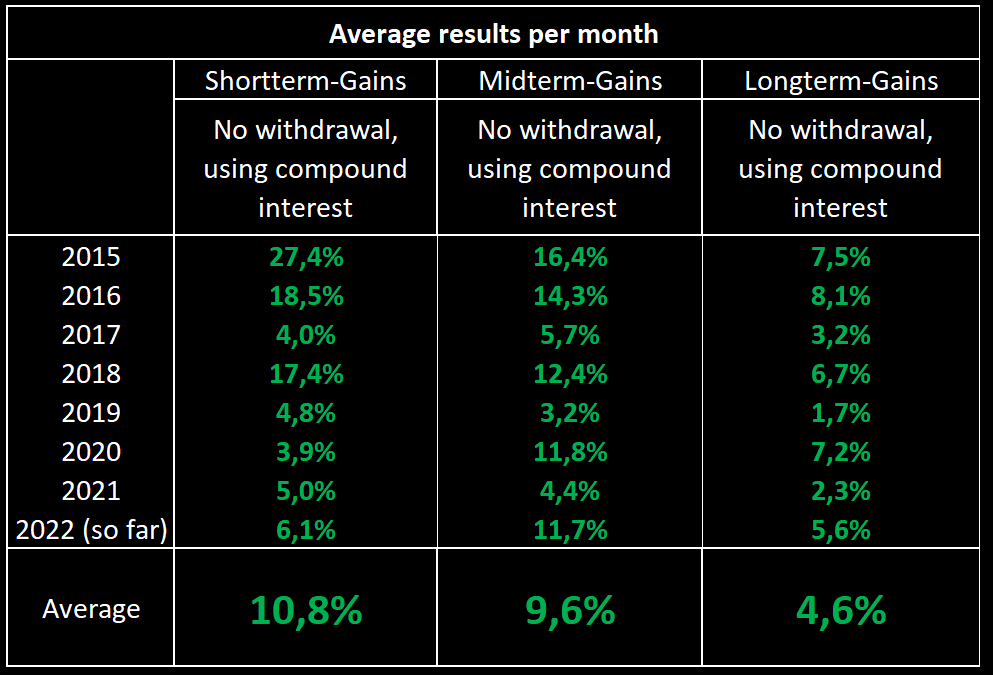 Average results per month
Shortterm-Gains Midterm-Gains Longterm-Gains
No withdrawal, No withdrawal, No withdrawal,
using compound using compound using compound
interest interest interest
2015 27,4% 16,4% 7,5%
2016 18,5% 14,3% 8,1%
2017 4,0% 5,7% 3,2%
2018 17,4% 12,4% 6,7%
2019 4,8% 3,2% 1,7%
2020 3,9% 11,8% 7,2%
2021 5,0% 4,4% 2,3%
2022 (so far) 6,1% 11,7% 5,6%
Average 10,8% 9,6% 4,6%